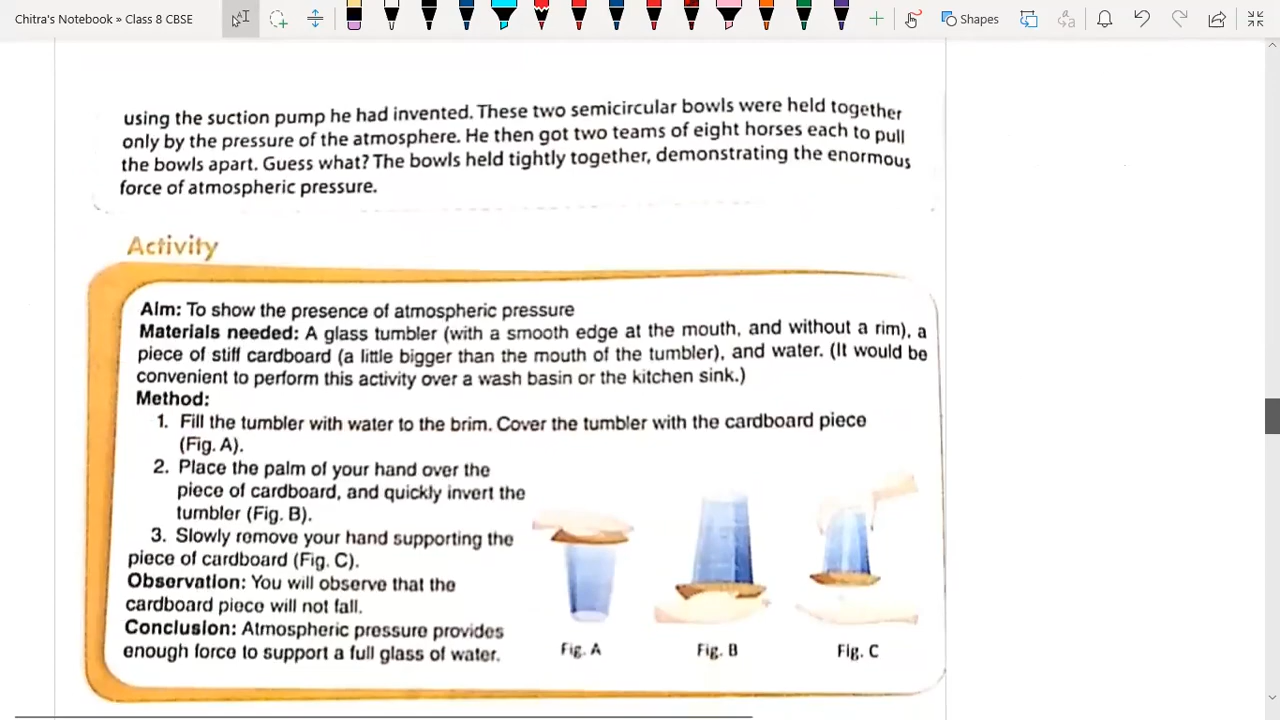 Chitra's Notebook » Class 8 CBSE
Shapes
using the suction pump he had invented. These two semicircular bowls were held together
only by the pressure of the atmosphere. He then got two teams of eight horses each to pull
the bowls apart. Guess what? The bowls held tightly together, demonstrating the enormous
force of atmospheric pressure.
Activity
Aim: To show the presence of atmospheric pressure
Materials needed: A glass tumbler (with a smooth edge at the mouth, and without a rim), a
piece of stiff cardboard (a little bigger than the mouth of the tumbler), and water. (It would be
convenient to perform this activity over a wash basin or the kitchen sink.)
Method:
1. Fill the tumbler with water to the brim. Cover the tumbler with the cardboard piece
(Fig. A).
2. Place the palm of your hand over the
piece of cardboard, and quickly invert the
tumbler (Fig. B).
3. Slowly remove your hand supporting the
piece of cardboard (Fig. C).
Observation: You will observe that the
cardboard piece will not fall.
Conclusion: Atmospheric pressure provides
enough force to support a full glass of water.
Fig. A
Fig. B
Fig. C